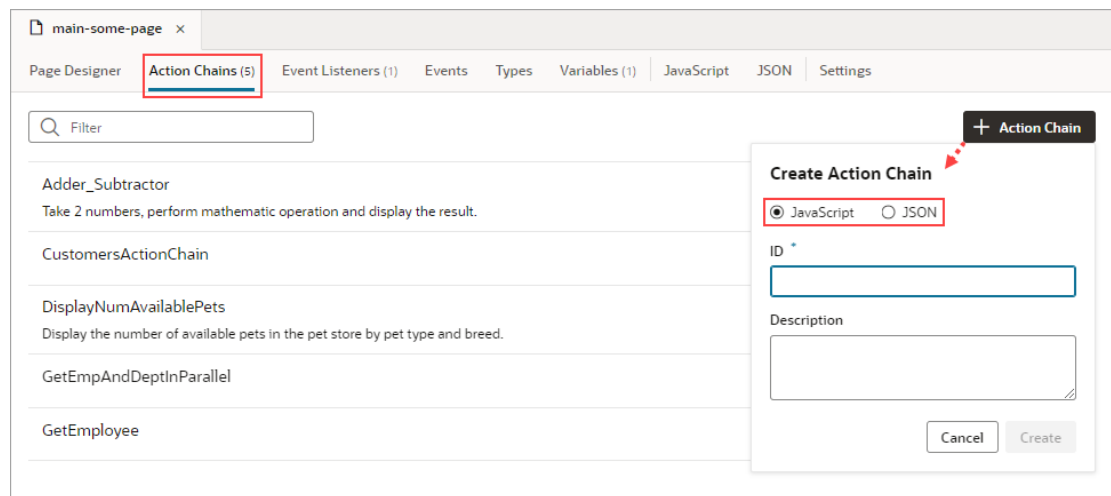 main-some-page ×
Page Designer Action Chains (5) Event Listeners (1) Events Types Variables (1) JavaScript JSON Settings
Filter
+ Action Chain
Adder_Subtractor
Take 2 numbers, perform mathematic operation and display the result.
CustomersActionChain
DisplayNumAvailablePets
Display the number of available pets in the pet store by pet type and breed.
GetEmpAndDeptInParallel
GetEmployee
Create Action Chain
JavaScript JSON
ID *
Description
Cancel Create